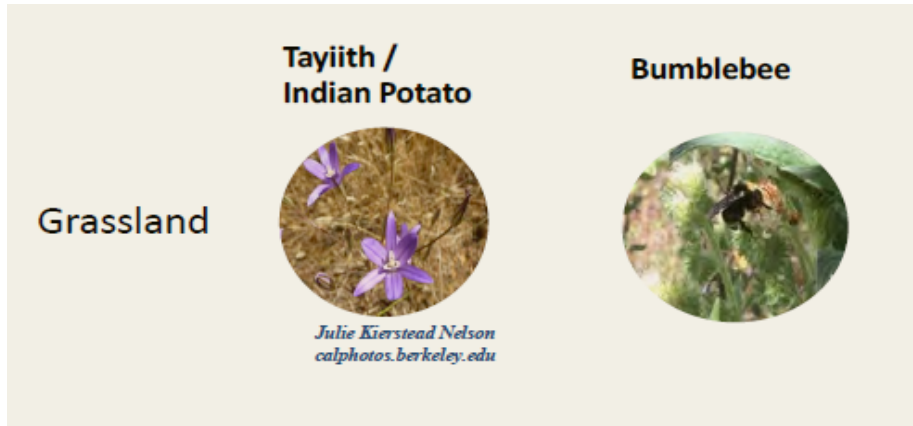 Tayiith /
Indian Potato
Bumblebee
Grassland
Julie Kierstead Nelson
calphotos.berkeley.edu